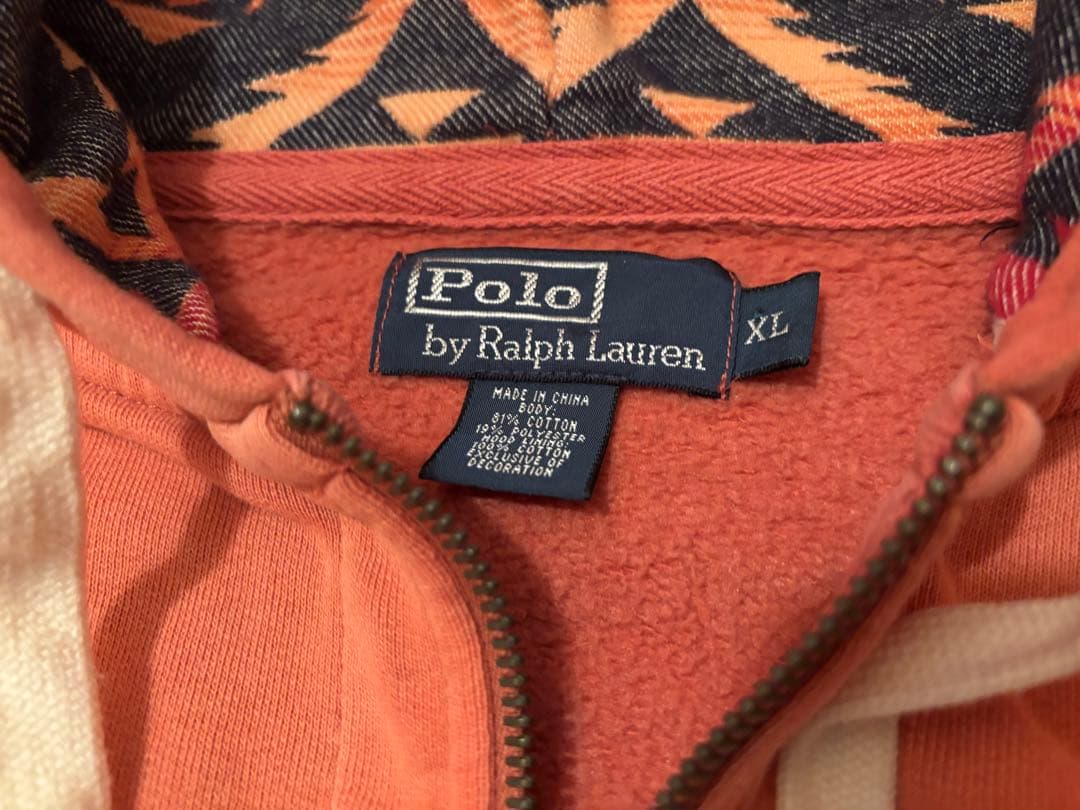 Polo
by Ralph Lauren
XL
MADE IN CHINA
BODY:
81% COTTON
19% POLYESTER
HOOD LINING:
100% COTTON
EXCLUSIVE OF
DECORATION